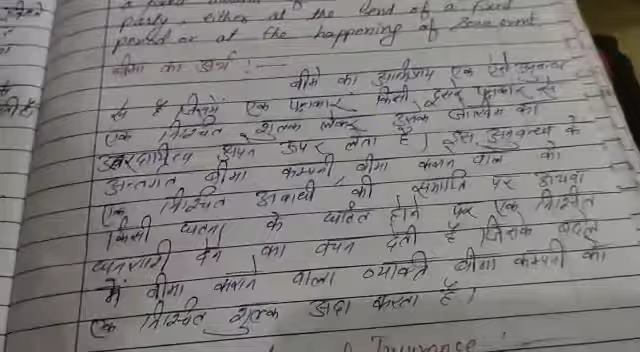 party, either at the end of a fixed
period or at the happening of some event.
बीमा का अर्थ :—
बीमे का अभिप्राय एक ऐसे अनुबन्ध
से है जिसमें एक पक्षकार किसी दूसरे पक्षकार से
एक निश्चित शुल्क लेकर उसके जोखिम का
उत्तरदायित्व अपने ऊपर लेता है। इस अनुबन्ध के
अन्तर्गत बीमा कम्पनी, बीमा कराने वाले को
एक निश्चित अवधी की समाप्ति पर अथवा
किसी घटना के घटित होने पर एक निश्चित
धनराशी देने का वचन देती है जिसके बदले
में बीमा कराने वाला व्यक्ति बीमा कम्पनी को
एक निश्चित शुल्क अदा करता है।
Insurance :